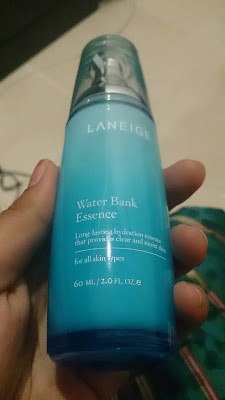 LANEIGE
Water Bank
Essence
Long-lasting hydration essence
that provides clear and moist skin
for all skin types
60 ML / 2.0 FL. OZ. e